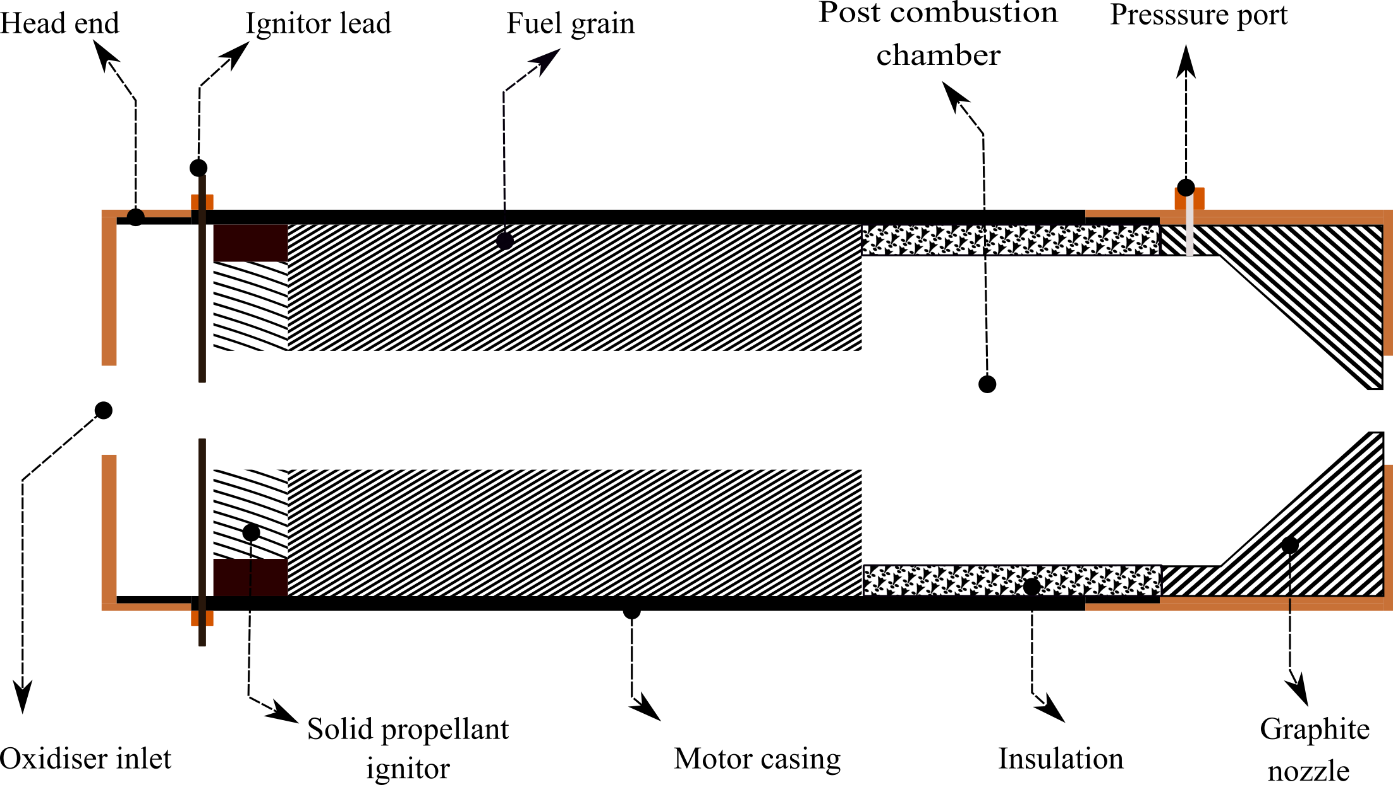 Head end
Ignitor lead
Fuel grain
Post combustion
chamber
Presssure port
Oxidiser inlet
Solid propellant
ignitor
Motor casing
Insulation
Graphite
nozzle